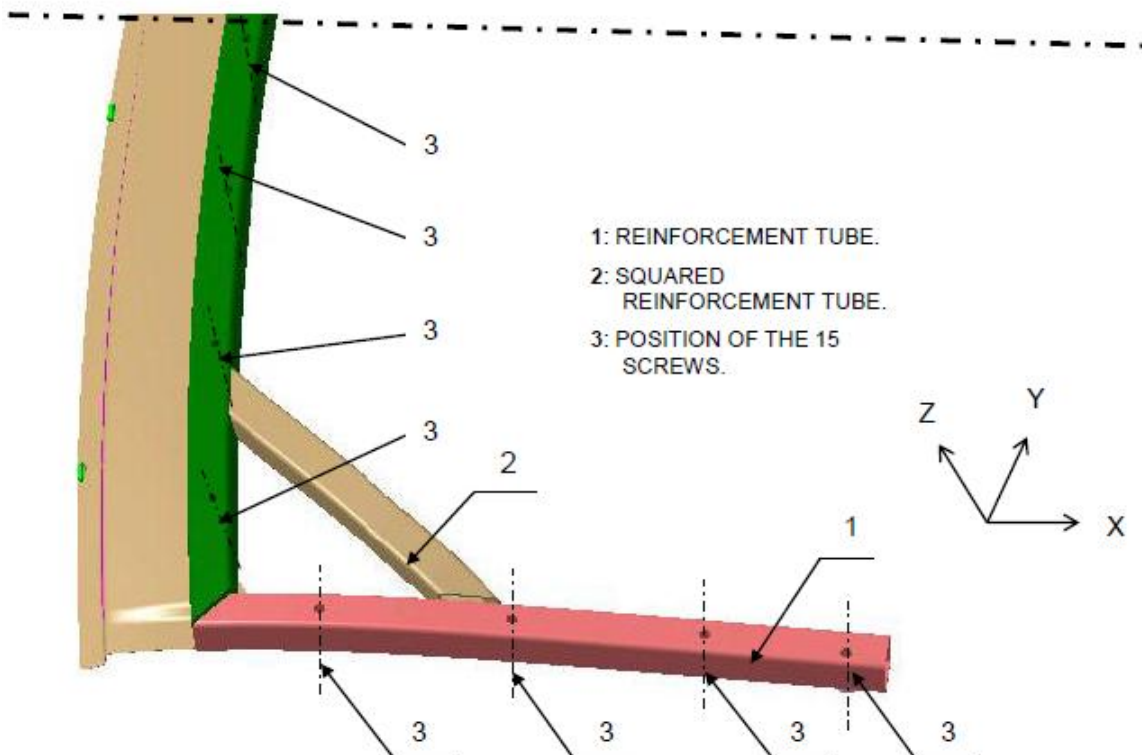 3
3
1: REINFORCEMENT TUBE.
2: SQUARED
REINFORCEMENT TUBE.
3: POSITION OF THE 15
SCREWS.
3
3
2
Z
Y
X
1
3
3
3
3